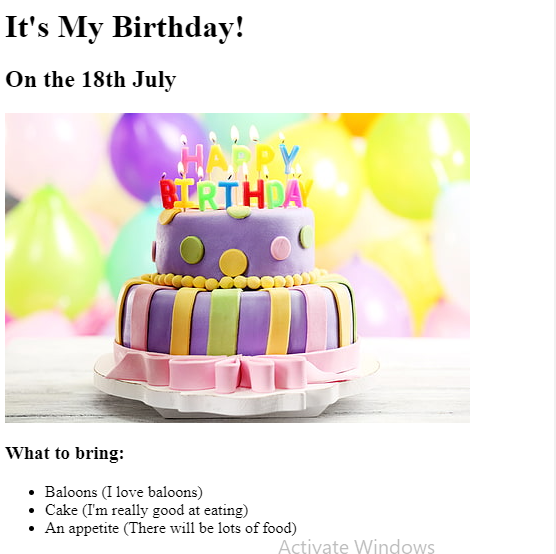 It's My Birthday!
On the 18th July
HAPPY
BIRTHDAY
What to bring:
Baloons (I love baloons)
Cake (I'm really good at eating)
An appetite (There will be lots of food)
Activate Windows